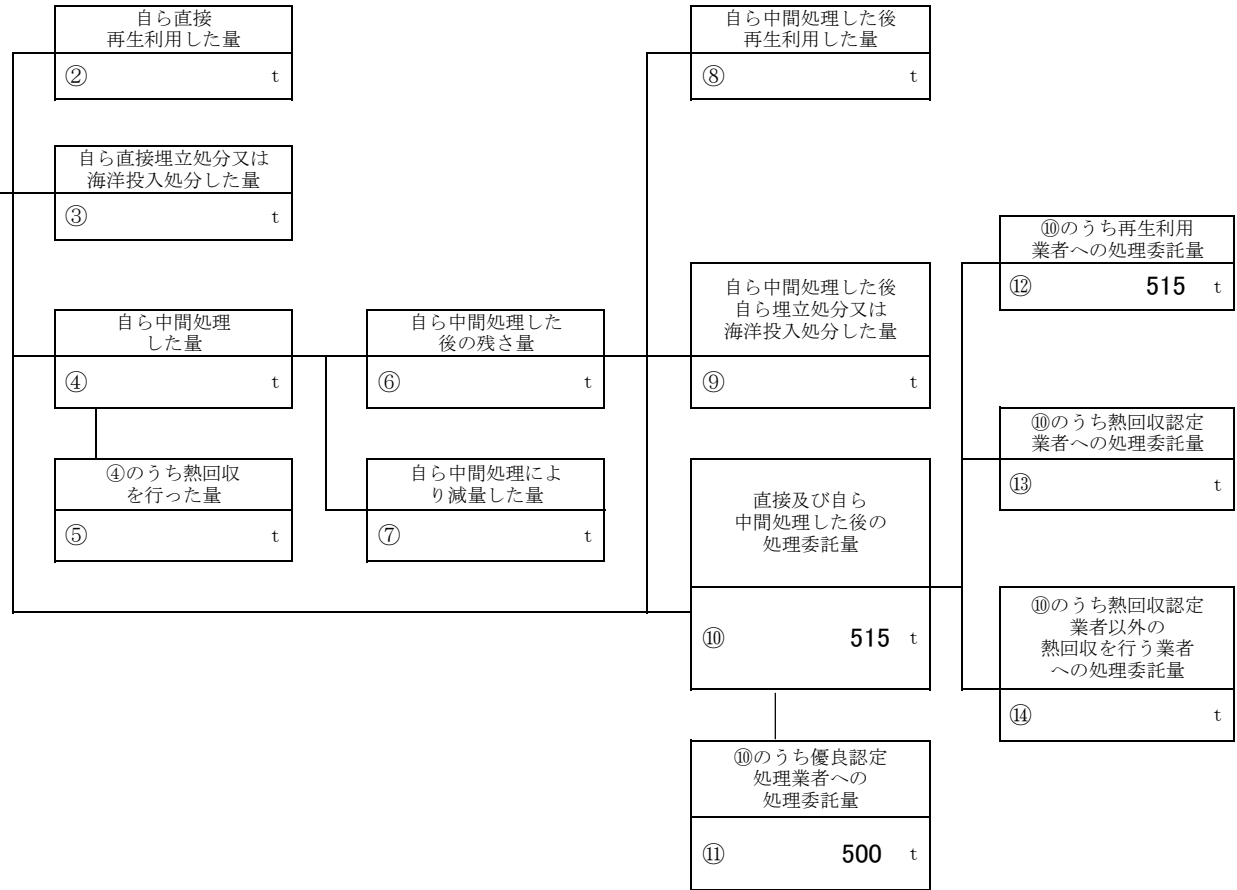 自ら直接
再生利用した量
② t
自ら中間処理した後
再生利用した量
⑧ t
自ら直接埋立処分又は
海洋投入処分した量
③ t
⑩のうち再生利用
業者への処理委託量
⑫ 515 t
自ら中間処理
した量
④ t
自ら中間処理した
後の残さ量
⑥ t
自ら中間処理した後
自ら埋立処分又は
海洋投入処分した量
⑨ t
⑩のうち熱回収認定
業者への処理委託量
⑬ t
④のうち熱回収
を行った量
⑤ t
自ら中間処理によ
り減量した量
⑦ t
直接及び自ら
中間処理した後の
処理委託量
⑩ 515 t
⑩のうち熱回収認定
業者以外の
熱回収を行う業者
への処理委託量
⑭ t
⑩のうち優良認定
処理業者への
処理委託量
⑪ 500 t